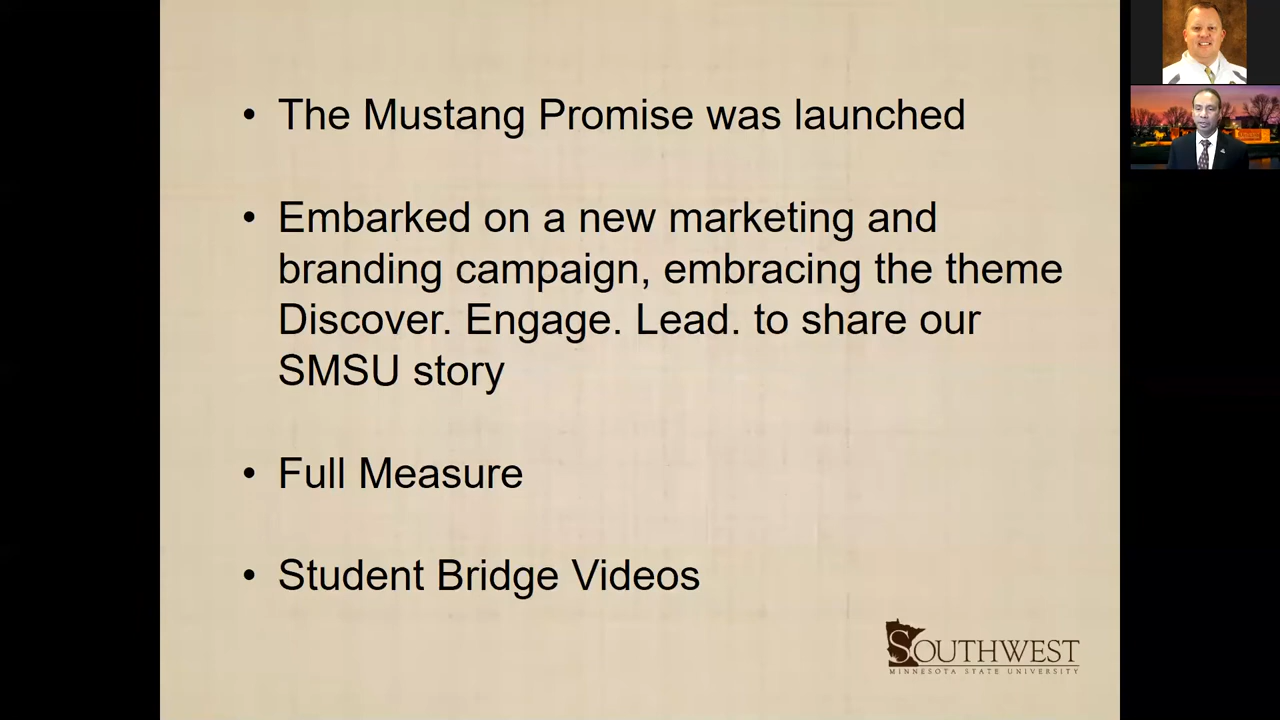 • The Mustang Promise was launched
• Embarked on a new marketing and
branding campaign, embracing the theme
Discover. Engage. Lead. to share our
SMSU story
• Full Measure
• Student Bridge Videos
SOUTHWEST
MINNESOTA STATE UNIVERSITY